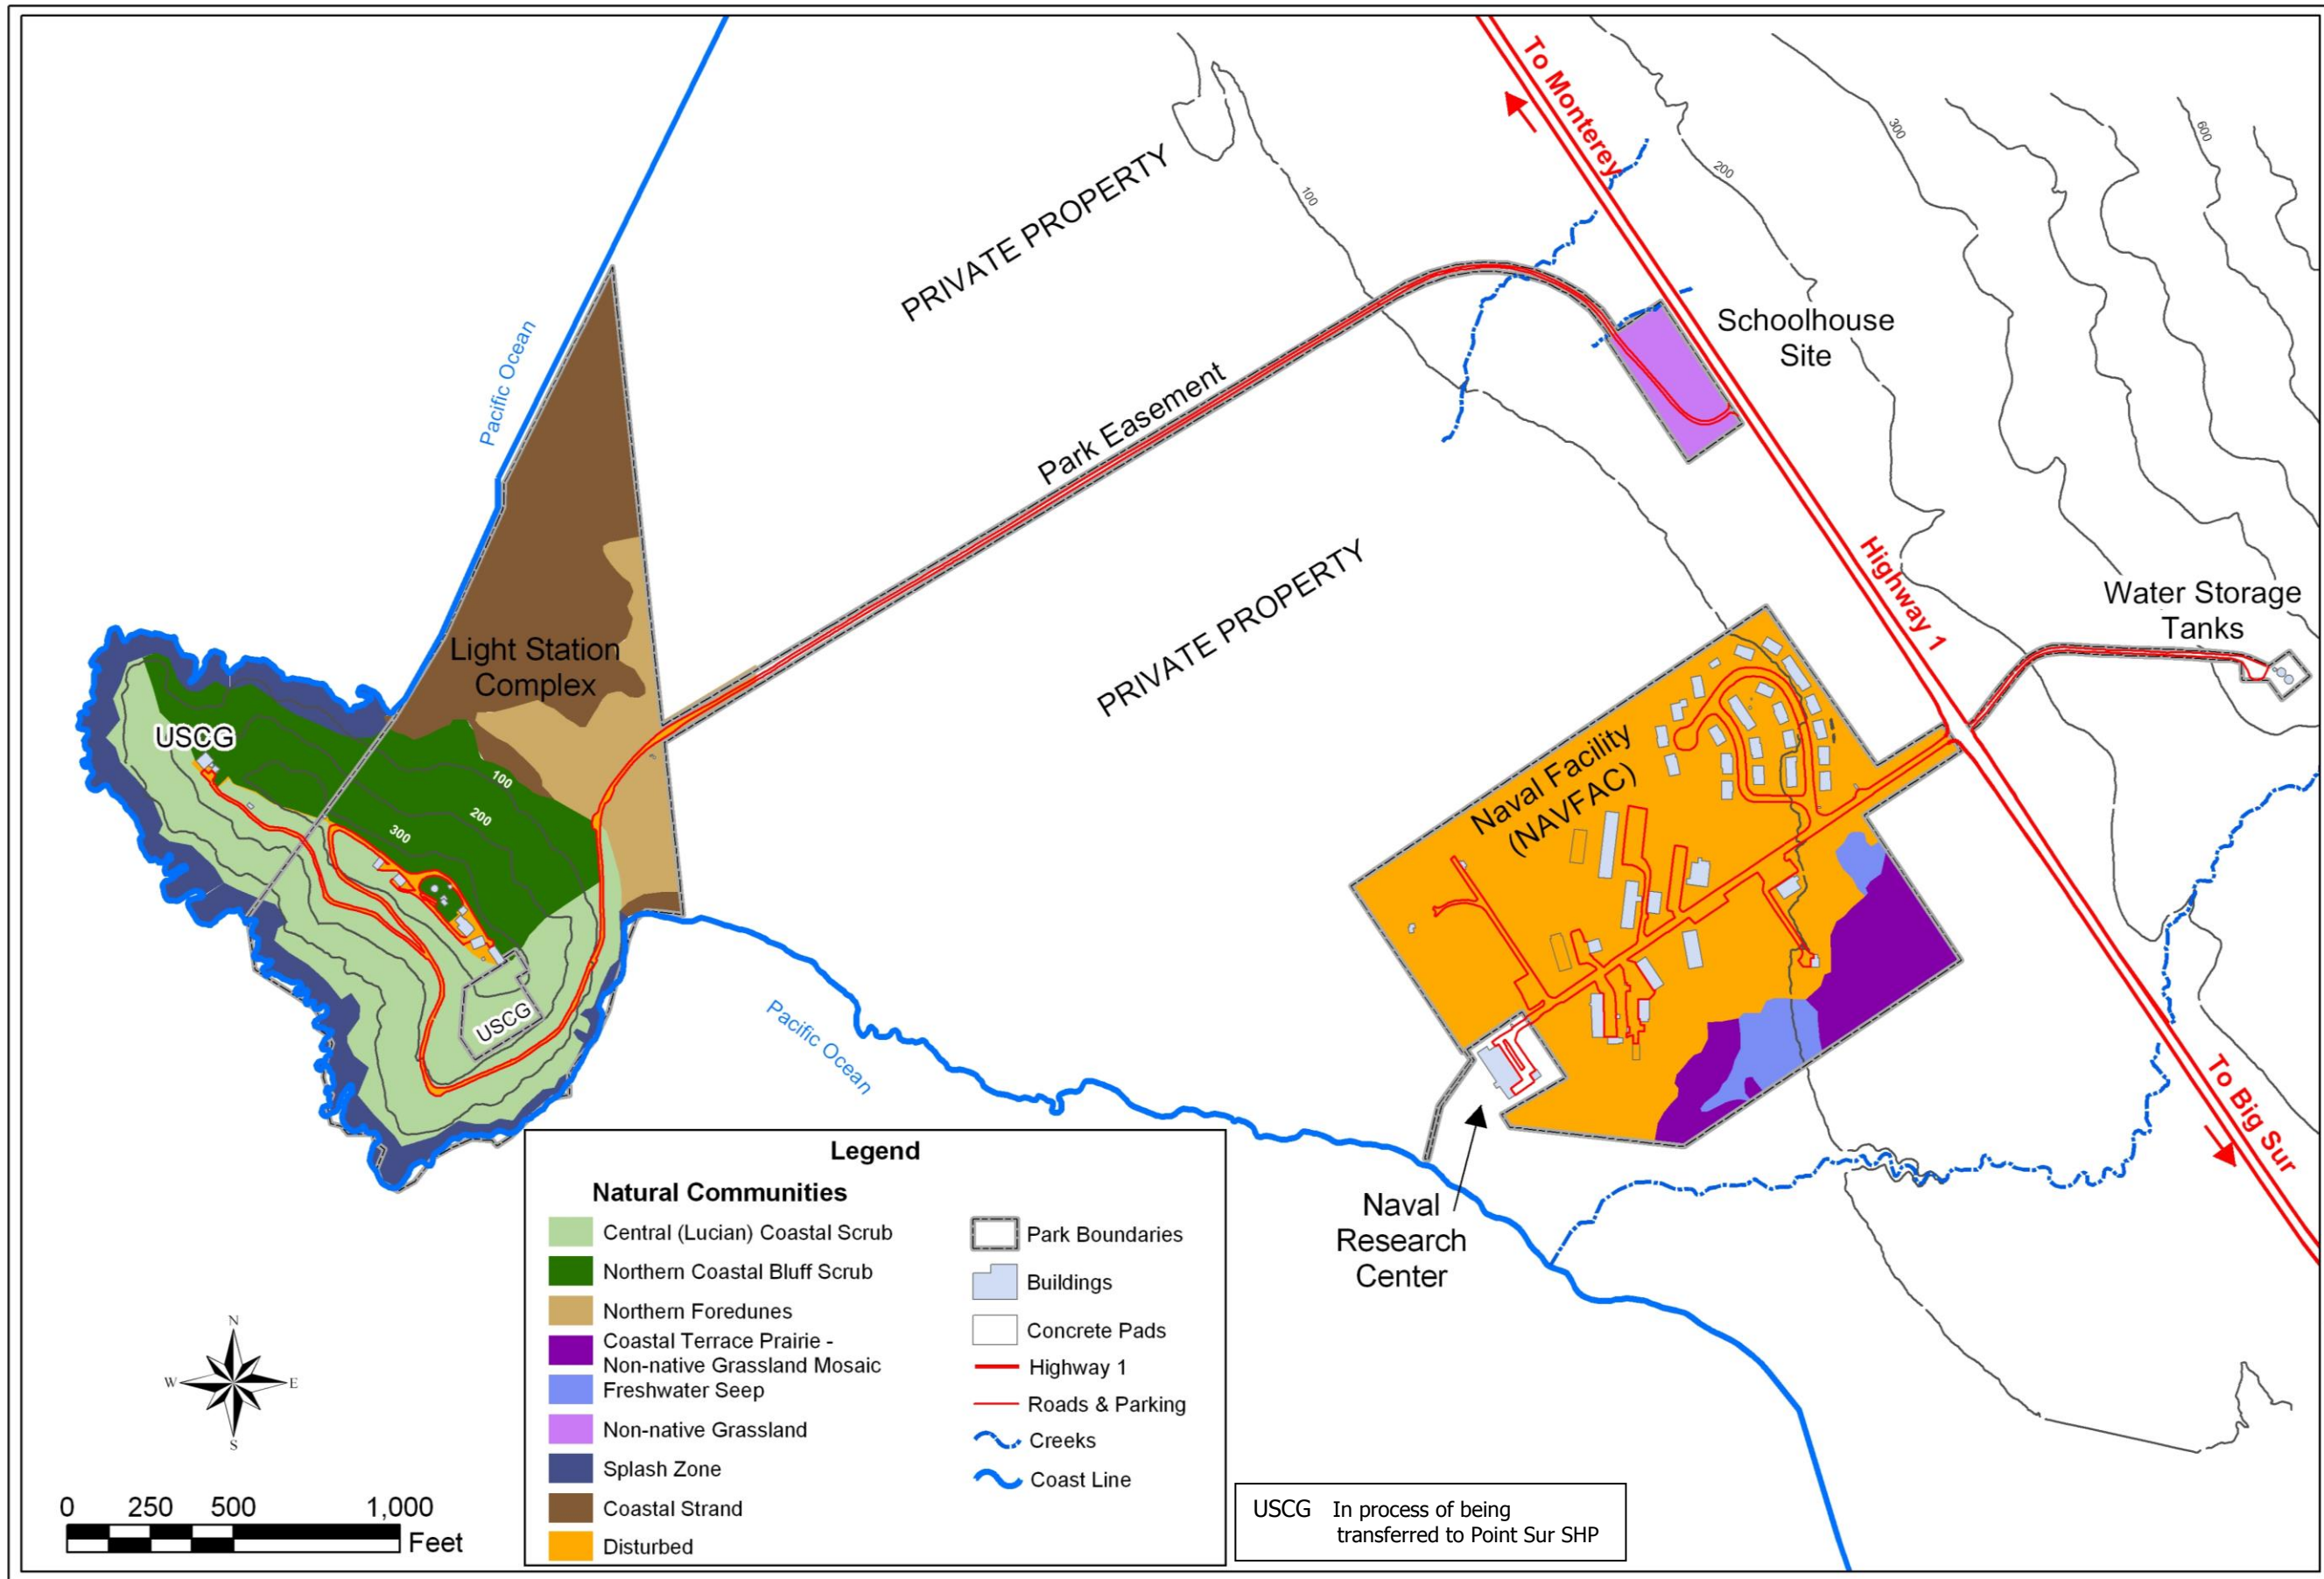 To Monterey
300
600
200
100
PRIVATE PROPERTY
Pacific Ocean
Schoolhouse
Site
Park Easement
Highway 1
PRIVATE PROPERTY
Water Storage
Tanks
Light Station
Complex
USCG
100
200
300
Naval Facility
(NAVFAC)
USCG
Pacific Ocean
To Big Sur
Naval
Research
Center
Legend
Natural Communities
Central (Lucian) Coastal Scrub
Northern Coastal Bluff Scrub
Northern Foredunes
Coastal Terrace Prairie -
Non-native Grassland Mosaic
Freshwater Seep
Non-native Grassland
Splash Zone
Coastal Strand
Disturbed
Park Boundaries
Buildings
Concrete Pads
Highway 1
Roads & Parking
Creeks
Coast Line
N
W E
S
0 250 500 1,000
Feet
USCG In process of being
transferred to Point Sur SHP